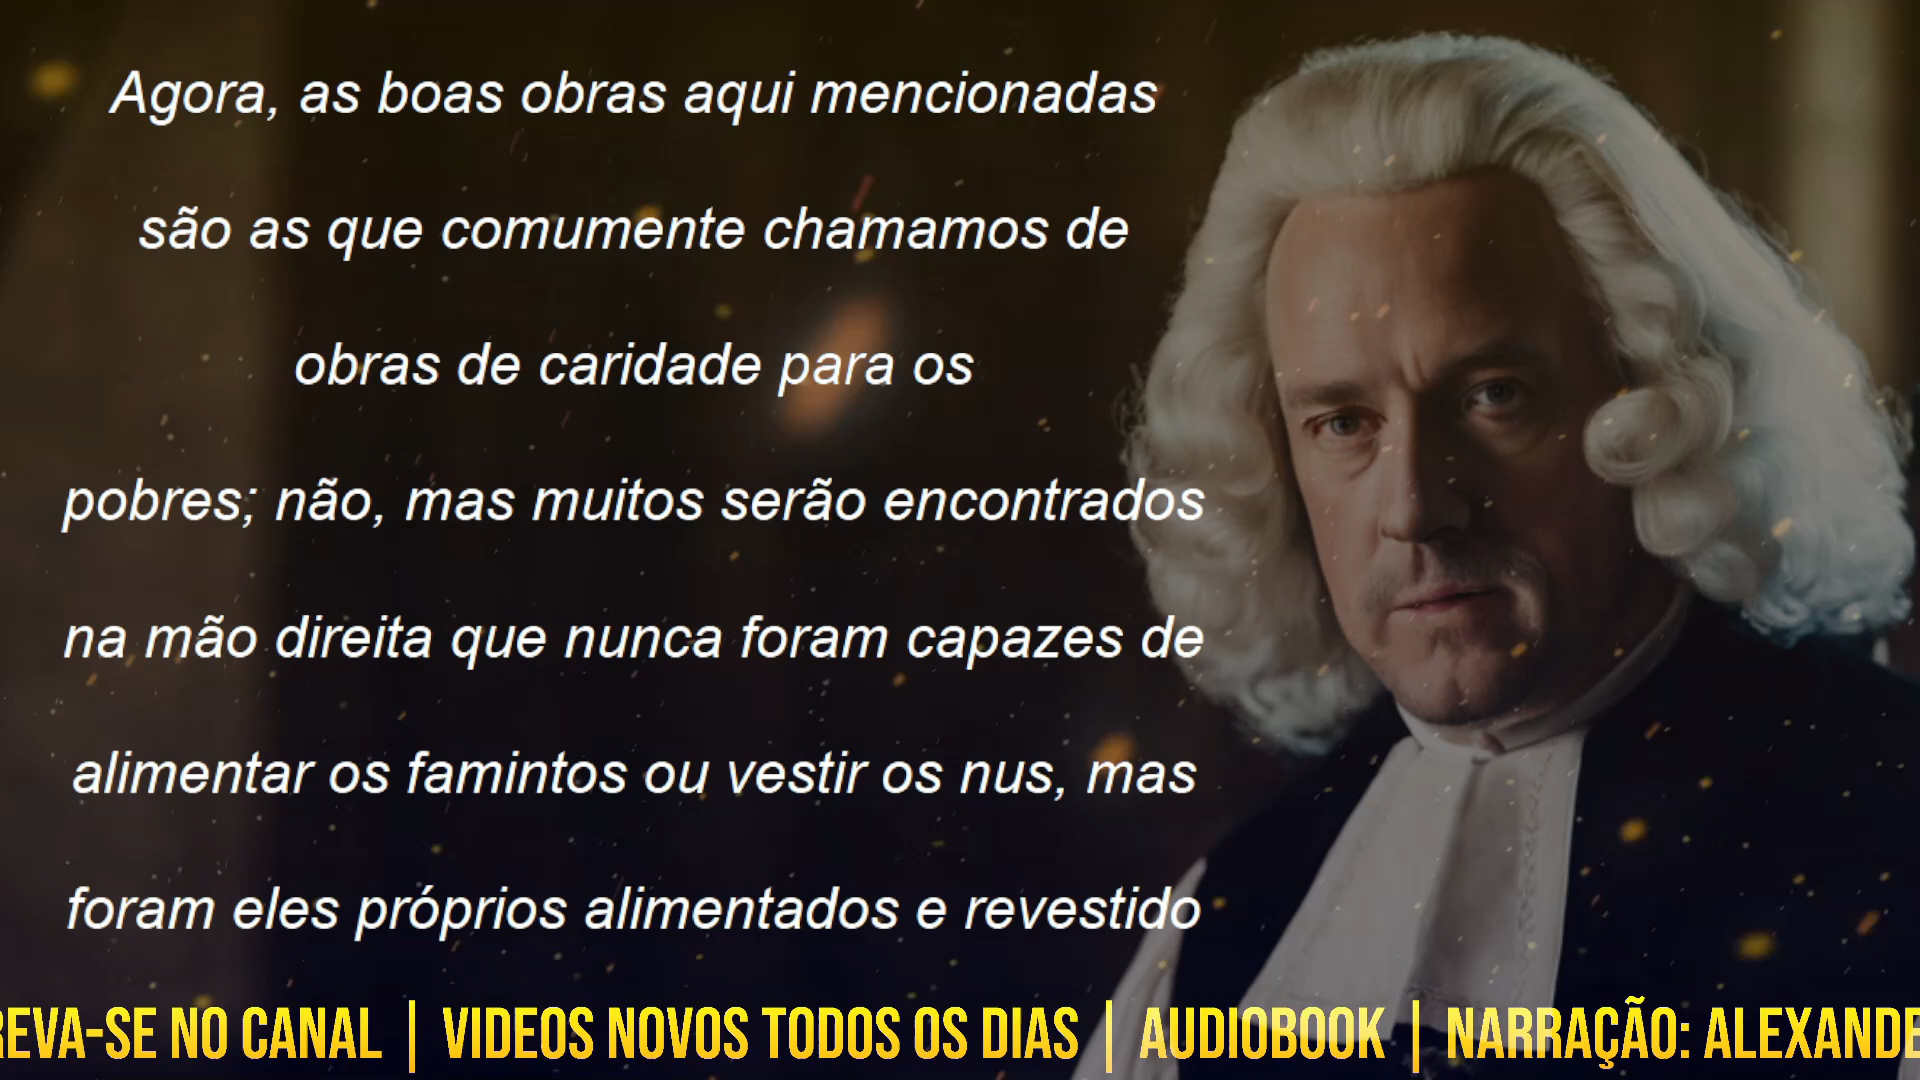 Agora, as boas obras aqui mencionadas
são as que comumente chamamos de
obras de caridade para os
pobres; não, mas muitos serão encontrados
na mão direita que nunca foram capazes de
alimentar os famintos ou vestir os nus, mas
foram eles próprios alimentados e revestido
REVA-SE NO CANAL | VIDEOS NOVOS TODOS OS DIAS | AUDIOBOOK | NARRAÇÃO: ALEXANDE